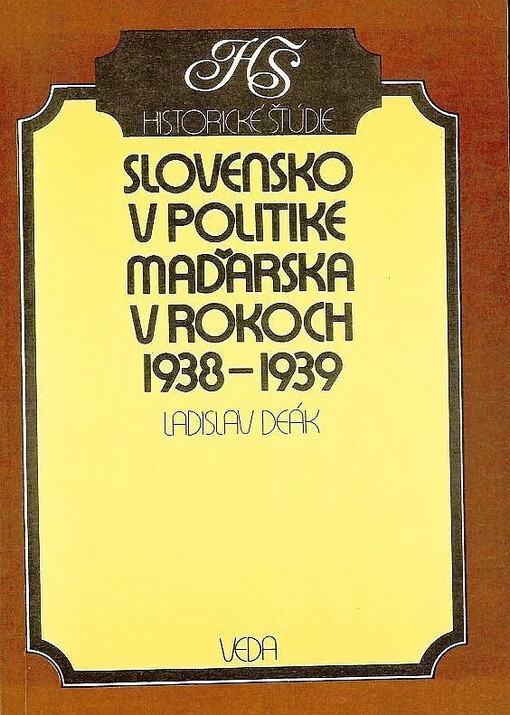 HŠ
HISTORICKÉ ŠTÚDIE
SLOVENSKO
V POLITIKE
MAĎARSKA
V ROKOCH
1938–1939
LADISLAV DEÁK
VEDA